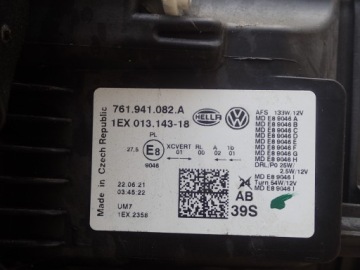 761.941.082.A
1EX 013.143-18
HELLA
VW
Made in Czech Republic
AFS 133W/12V
MD E8 9046 A
MD E8 9046 B
MD E8 9046 C
MD E8 9046 D
MD E8 9046 E
MD E8 9046 F
MD E8 9046 G
MD E8 9046 H
DRL/P0 25W/
2.5W/12V
MD E8 9046 I
Turn 54W/12V
MD E8 9046 I
PL
27.5
E8
9046
XCVERT RL A
01 00 02 01
22.06.21
03:45:22
UM7
1EX.2358
AB
39S